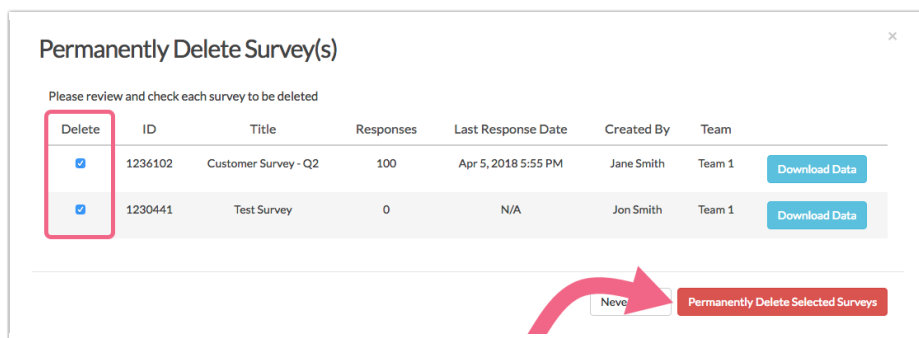 Permanently Delete Survey(s)
×
Please review and check each survey to be deleted
Delete ID Title Responses Last Response Date Created By Team
1236102 Customer Survey - Q2 100 Apr 5, 2018 5:55 PM Jane Smith Team 1 Download Data
1230441 Test Survey 0 N/A Jon Smith Team 1 Download Data
Permanently Delete Selected Surveys